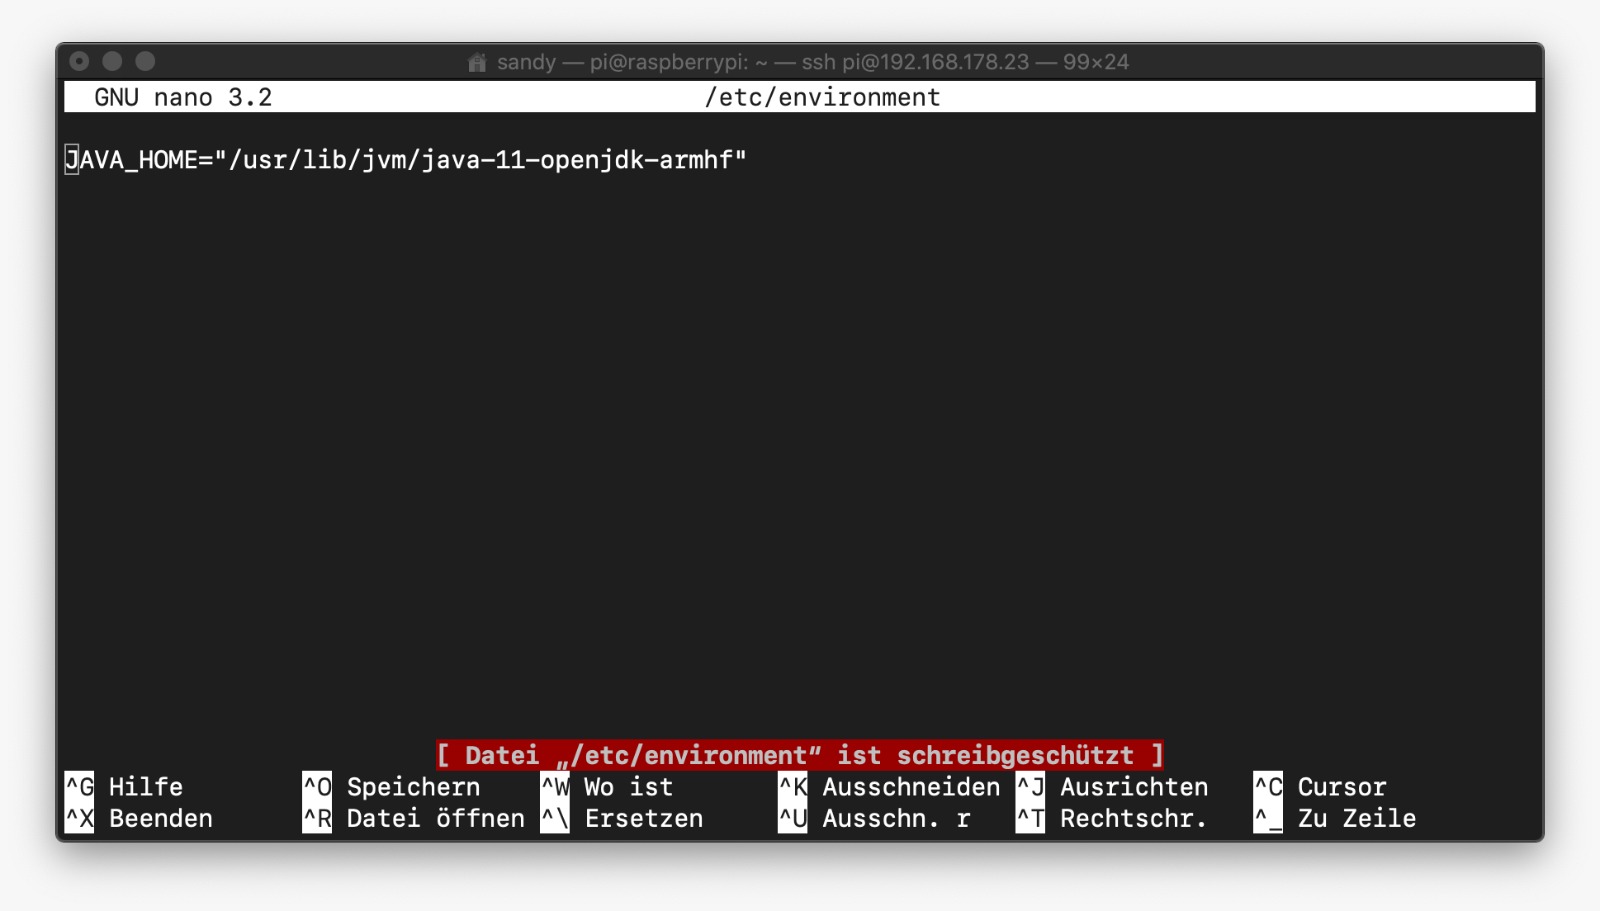 sandy — pi@raspberrypi: ~ — ssh pi@192.168.178.23 — 99×24
GNU nano 3.2 /etc/environment
JAVA_HOME="/usr/lib/jvm/java-11-openjdk-armhf"
[ Datei „/etc/environment“ ist schreibgeschützt ]
^G Hilfe ^O Speichern ^W Wo ist ^K Ausschneiden ^J Ausrichten ^C Cursor
^X Beenden ^R Datei öffnen ^\ Ersetzen ^U Ausschn. r ^T Rechtschr. ^_ Zu Zeile